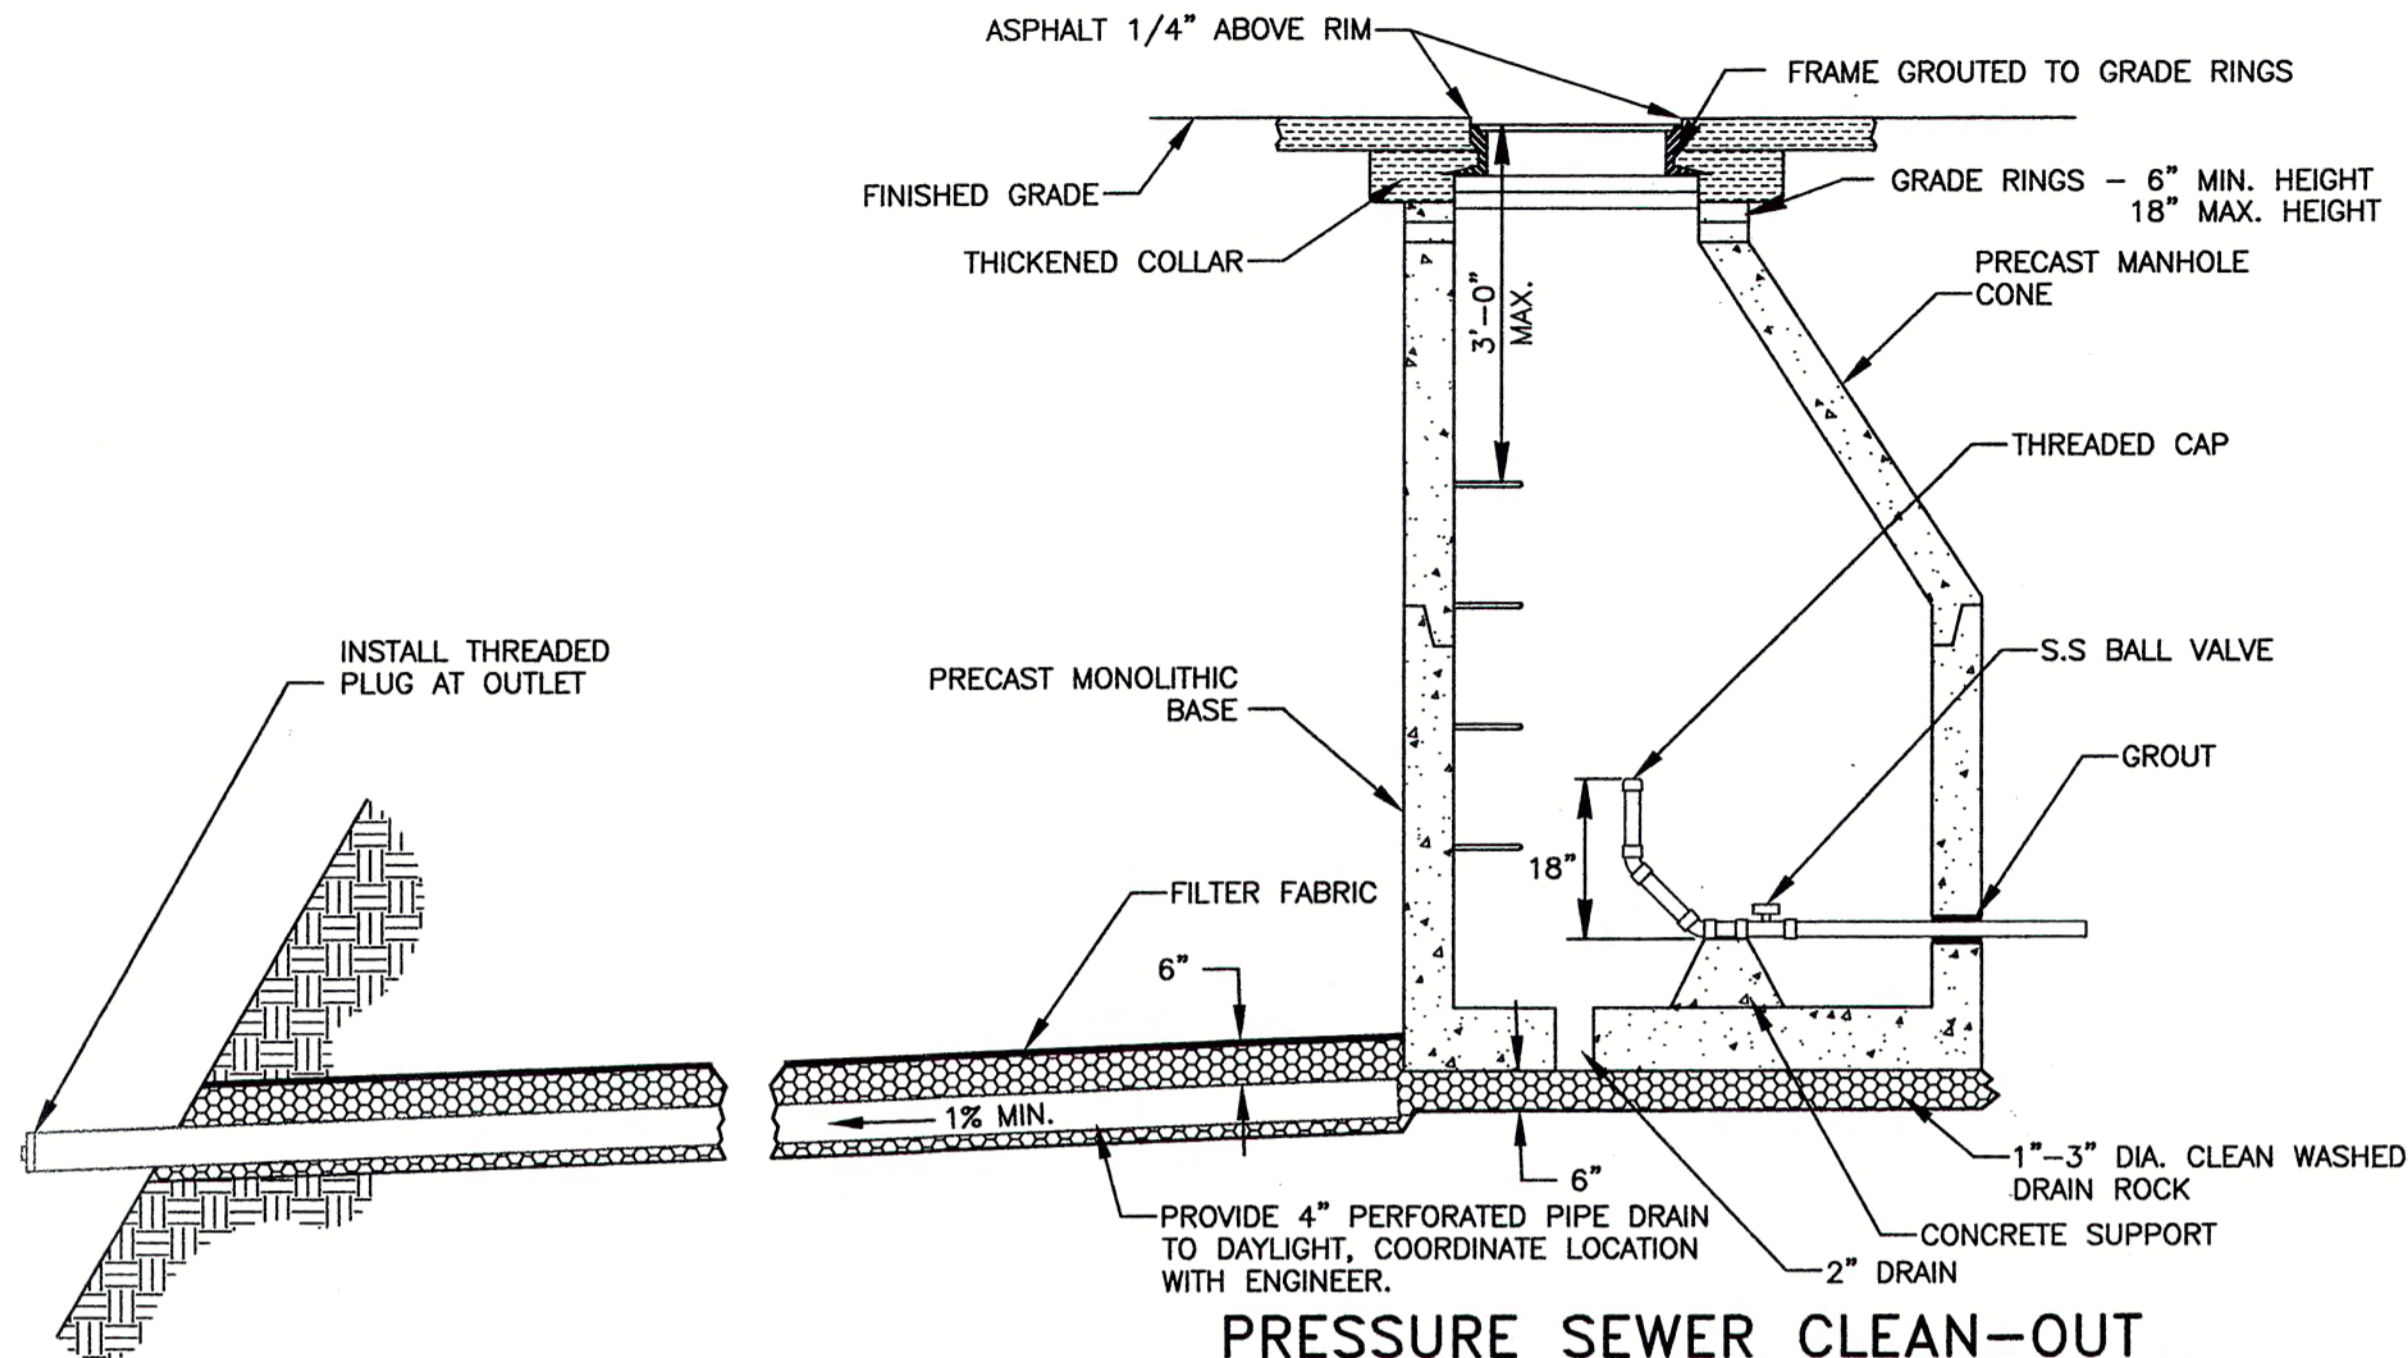 ASPHALT 1/4" ABOVE RIM
FRAME GROUTED TO GRADE RINGS
FINISHED GRADE
GRADE RINGS - 6" MIN. HEIGHT
18" MAX. HEIGHT
THICKENED COLLAR
PRECAST MANHOLE
CONE
3'-0"
MAX.
THREADED CAP
INSTALL THREADED
PLUG AT OUTLET
PRECAST MONOLITHIC
BASE
S.S BALL VALVE
GROUT
18"
FILTER FABRIC
6"
1% MIN.
6"
1"-3" DIA. CLEAN WASHED
DRAIN ROCK
PROVIDE 4" PERFORATED PIPE DRAIN
TO DAYLIGHT, COORDINATE LOCATION
WITH ENGINEER.
CONCRETE SUPPORT
2" DRAIN
PRESSURE SEWER CLEAN-OUT